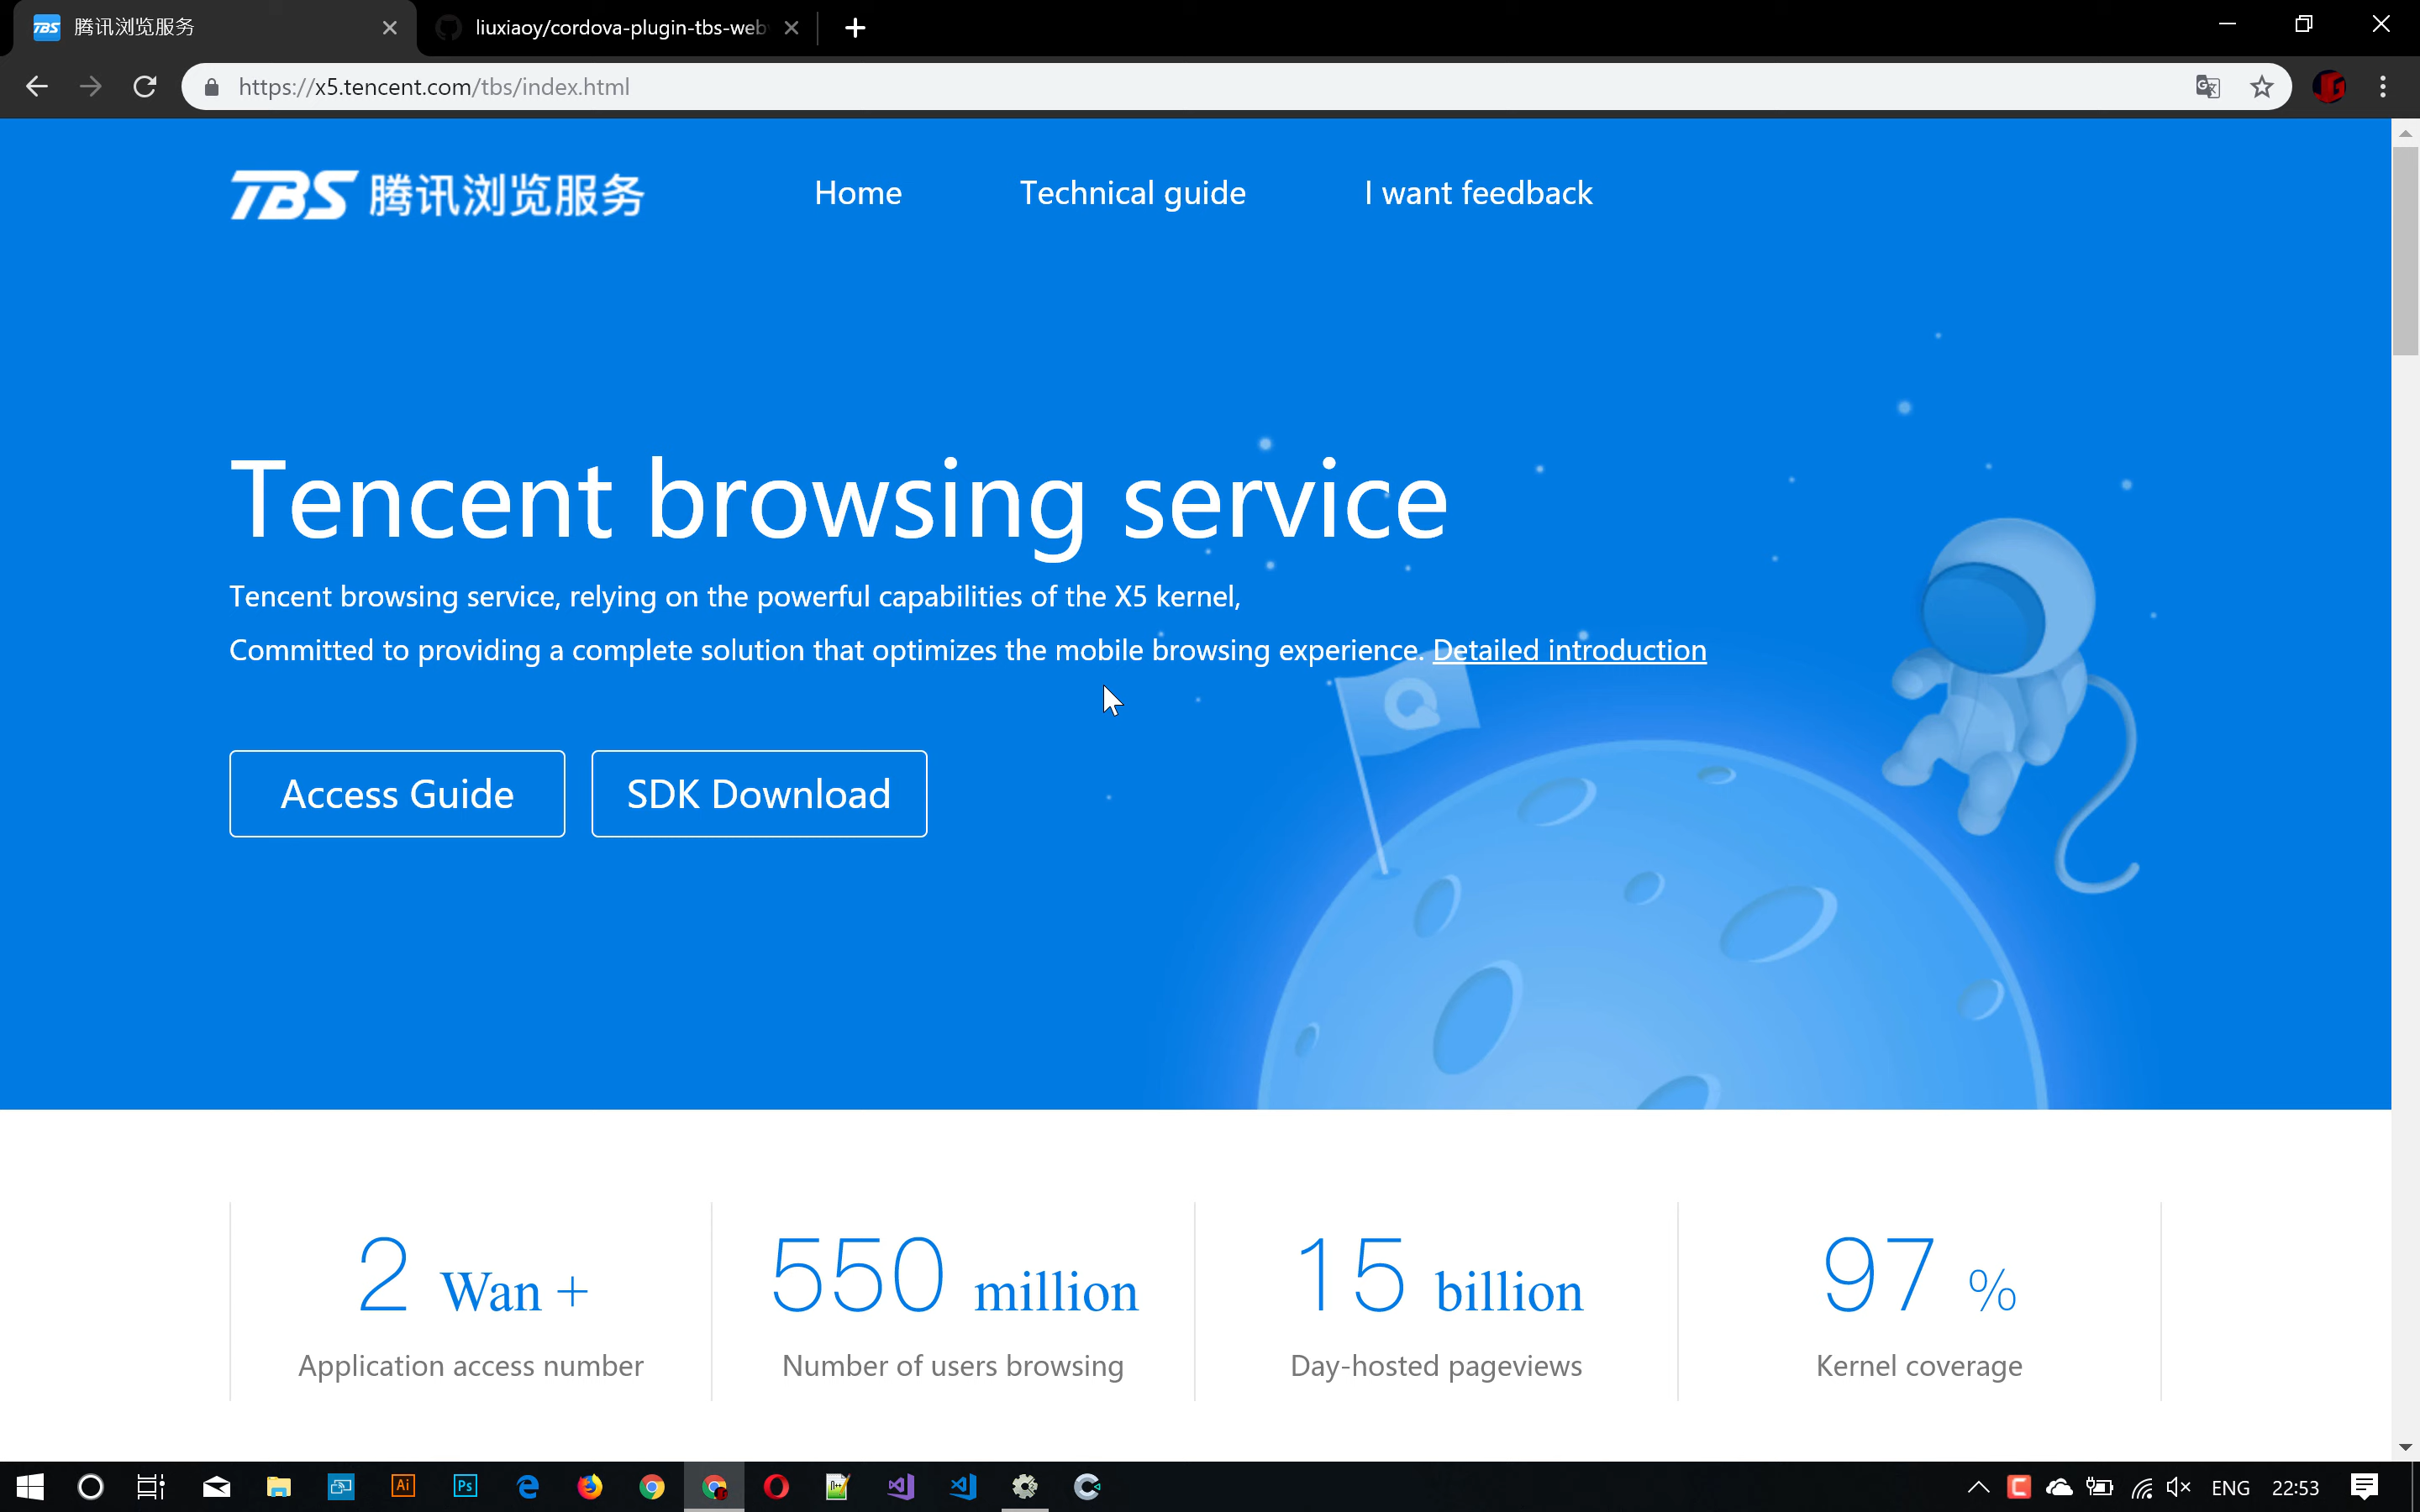 TBS 腾讯浏览服务
liuxiaoy/cordova-plugin-tbs-web
https://x5.tencent.com/tbs/index.html
TBS 腾讯浏览服务
Home
Technical guide
I want feedback
Tencent browsing service
Tencent browsing service, relying on the powerful capabilities of the X5 kernel,
Committed to providing a complete solution that optimizes the mobile browsing experience. Detailed introduction
Access Guide
SDK Download
2 Wan +
Application access number
550 million
Number of users browsing
15 billion
Day-hosted pageviews
97 %
Kernel coverage
Ai
Ps
ENG
22:53